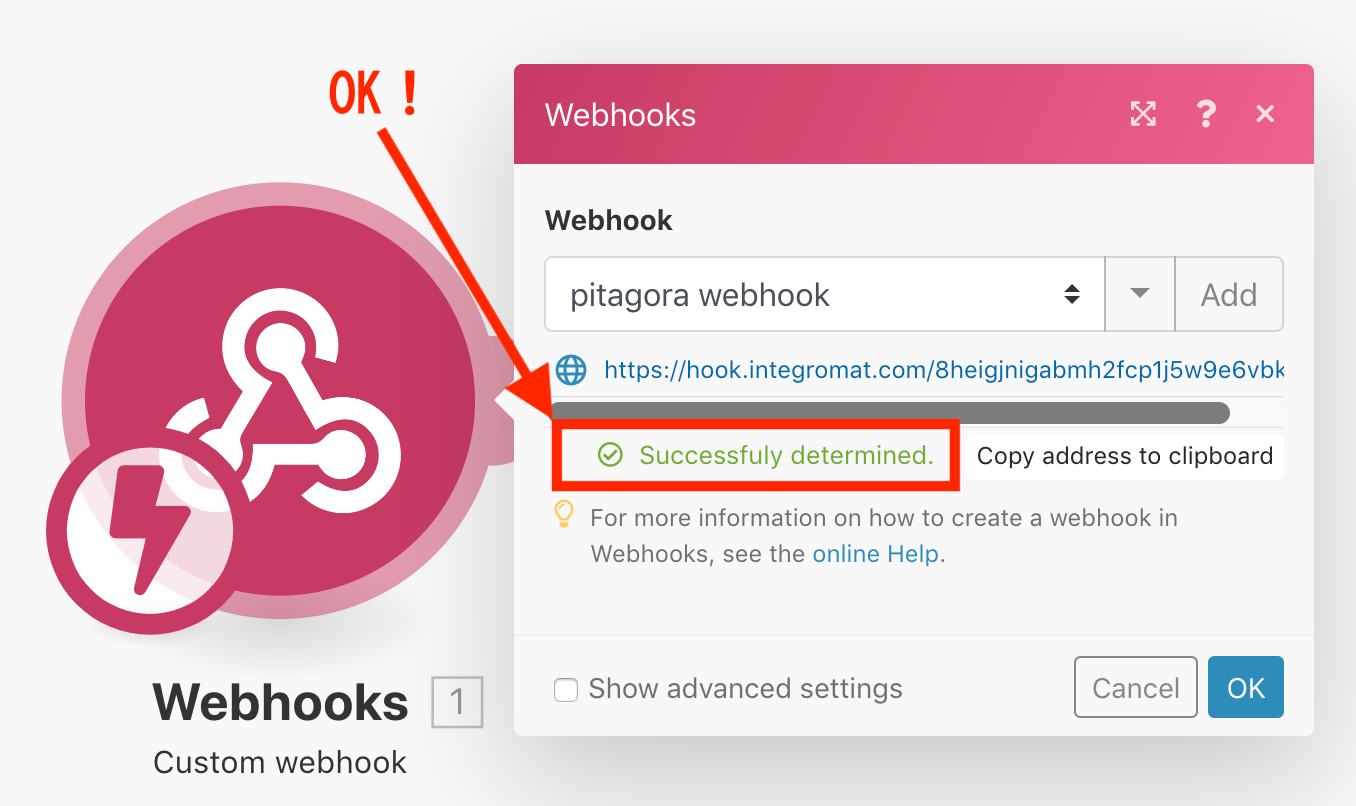 OK！
Webhooks
Webhook
pitagora webhook
Add
https://hook.integromat.com/8heigjnigabmh2fcp1j5w9e6vbk
Successfuly determined.
Copy address to clipboard
For more information on how to create a webhook in
Webhooks, see the online Help.
Show advanced settings
Cancel
OK
Webhooks 1
Custom webhook